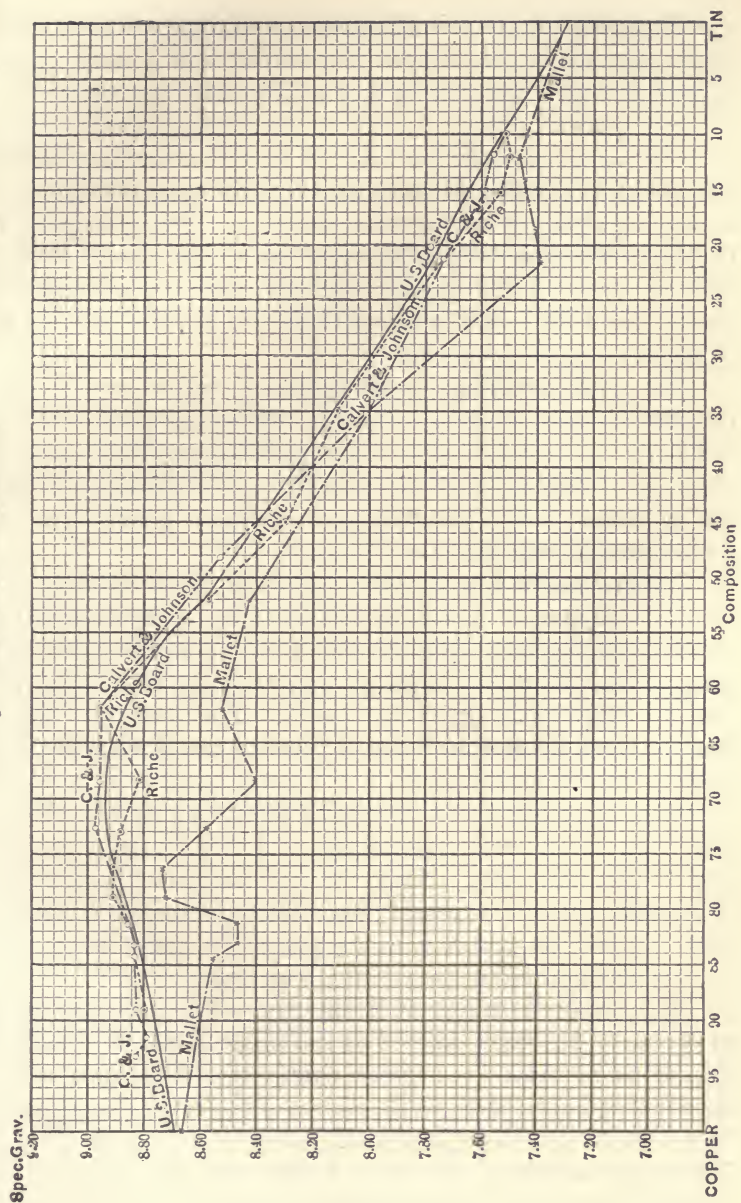 Spec.Grav.
9.20
9.00
8.80
8.60
8.40
8.20
8.00
7.80
7.60
7.40
7.20
7.00
C. & J.
U.S.Board
Mallet
C. & J.
Riche
Calvert & Johnson
Riche
U.S.Board
Mallet
Riche
Calvert & Johnson
U.S.Board
C. & J.
Riche
Mallet
COPPER
95
90
85
80
75
70
65
60
55
50
45
40
35
30
25
20
15
10
5
TIN
Composition